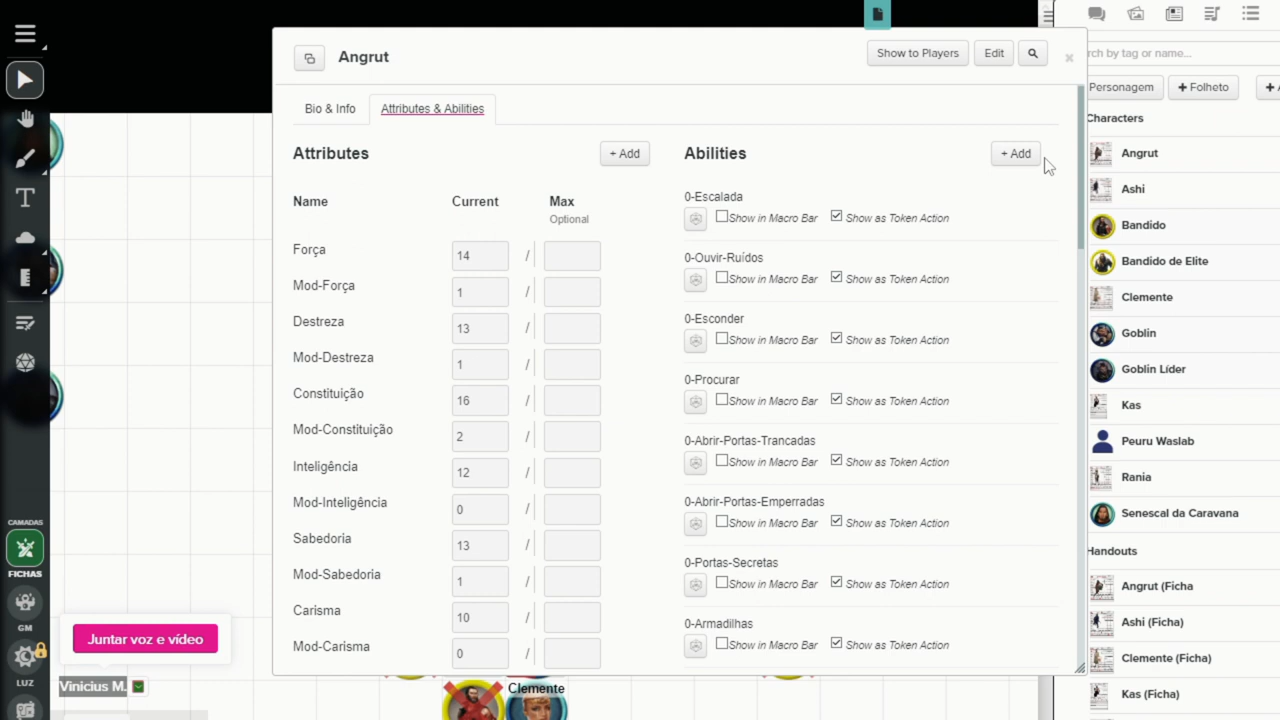 Angrut
Show to Players
Edit
rch by tag or name...
Bio & Info
Attributes & Abilities
Personagem
+ Folheto
+
Attributes
+ Add
Name
Current
Max
Optional
Força
14
/
Mod-Força
1
/
Destreza
13
/
Mod-Destreza
1
/
Constituição
16
/
Mod-Constituição
2
/
Inteligência
12
/
Mod-Inteligência
0
/
Sabedoria
13
/
Mod-Sabedoria
1
/
Carisma
10
/
Mod-Carisma
0
/
Abilities
+ Add
0-Escalada
Show in Macro Bar
Show as Token Action
0-Ouvir-Ruídos
Show in Macro Bar
Show as Token Action
0-Esconder
Show in Macro Bar
Show as Token Action
0-Procurar
Show in Macro Bar
Show as Token Action
0-Abrir-Portas-Trancadas
Show in Macro Bar
Show as Token Action
0-Abrir-Portas-Emperradas
Show in Macro Bar
Show as Token Action
0-Portas-Secretas
Show in Macro Bar
Show as Token Action
0-Armadilhas
Show in Macro Bar
Show as Token Action
Characters
Angrut
Ashi
Bandido
Bandido de Elite
Clemente
Goblin
Goblin Líder
Kas
Peuru Waslab
Rania
Senescal da Caravana
Handouts
Angrut (Ficha
Ashi (Ficha)
Clemente (Ficha)
Kas (Ficha)
CAMADAS
FICHAS
GM
LUZ
Juntar voz e vídeo
Vinicius M.
Clemente